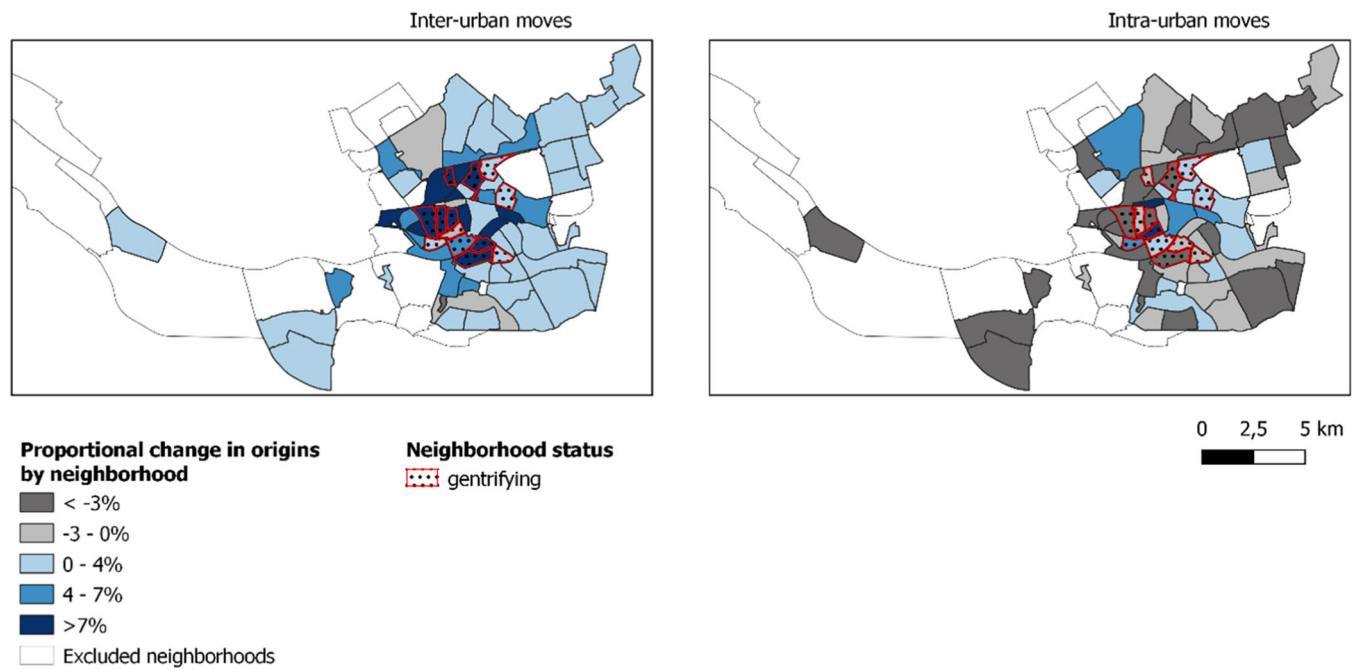 Inter-urban moves
Intra-urban moves
Proportional change in origins
by neighborhood
< -3%
-3 - 0%
0 - 4%
4 - 7%
>7%
Excluded neighborhoods
Neighborhood status
gentrifying
0 2,5 5 km